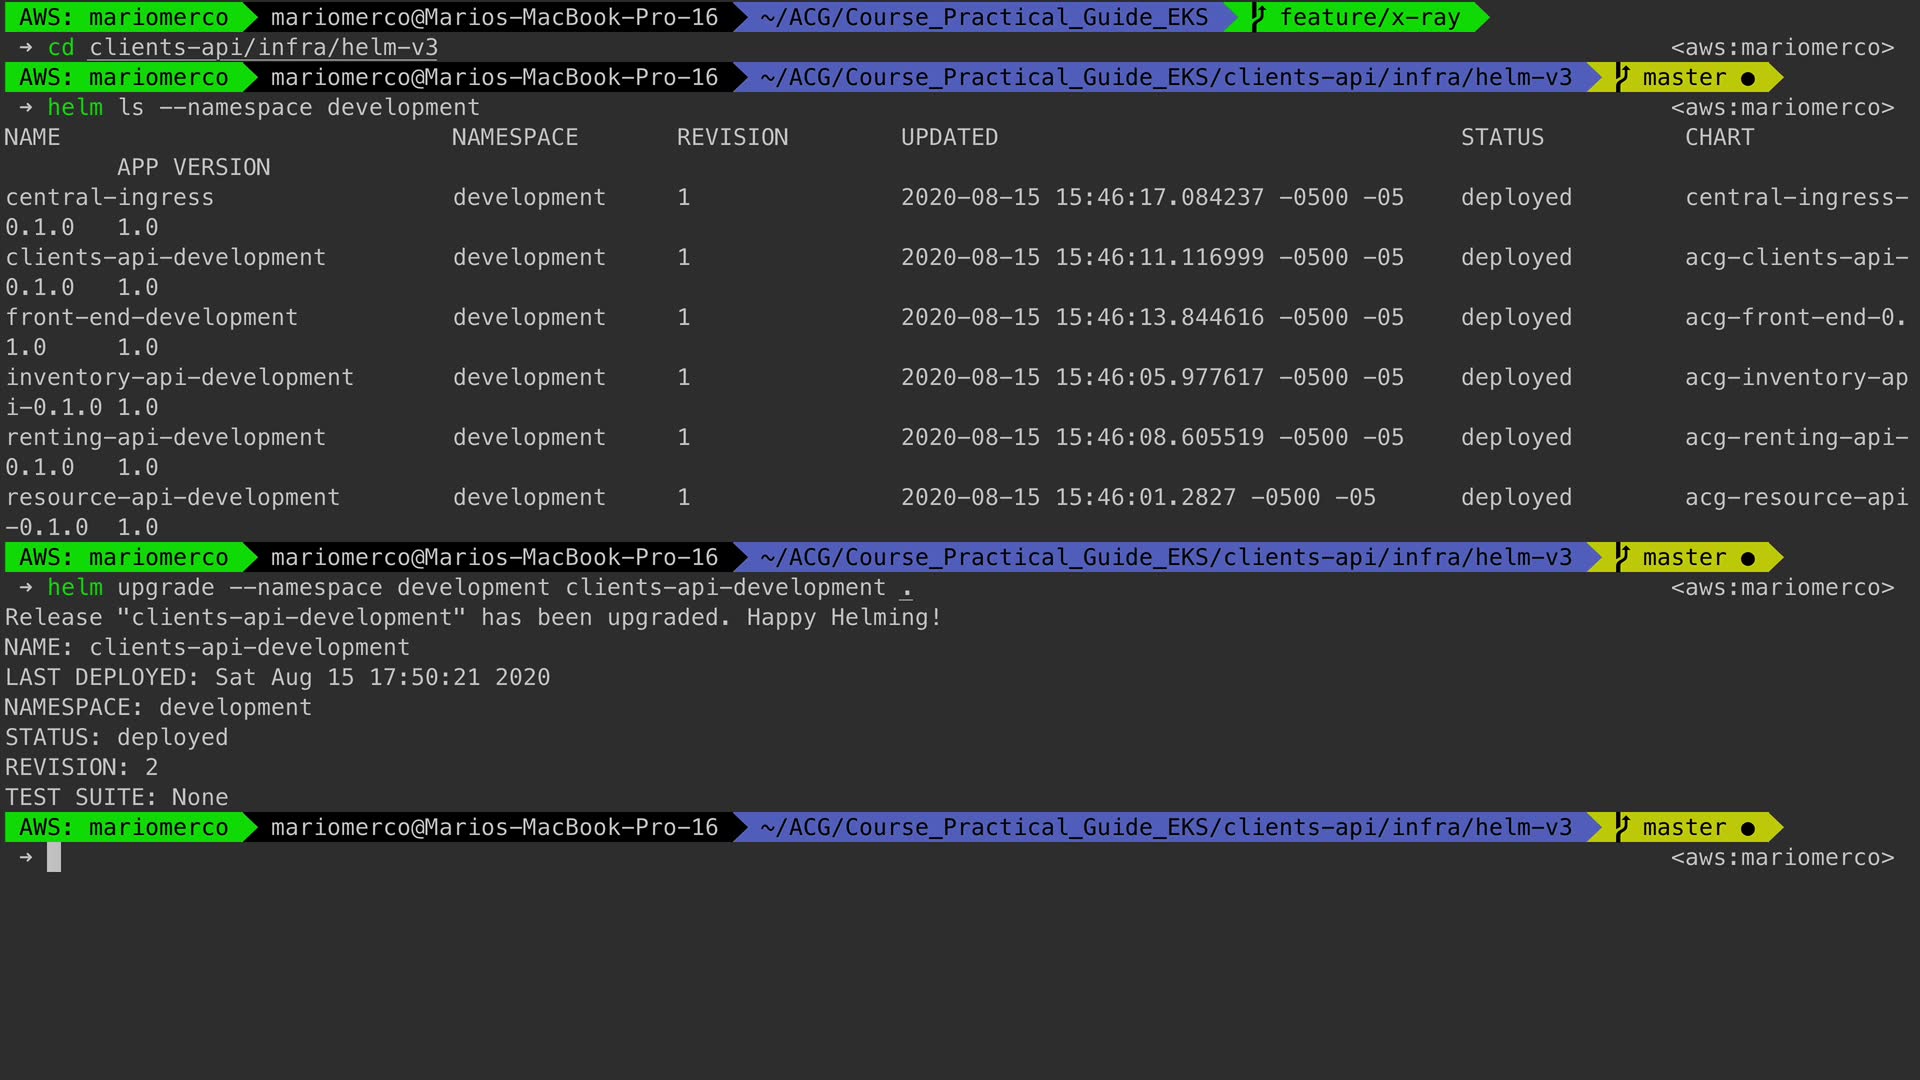 AWS: mariomerco mariomerco@Marios-MacBook-Pro-16 ~/ACG/Course_Practical_Guide_EKS feature/x-ray
→ cd clients-api/infra/helm-v3 <aws:mariomerco>
AWS: mariomerco mariomerco@Marios-MacBook-Pro-16 ~/ACG/Course_Practical_Guide_EKS/clients-api/infra/helm-v3 master ●
→ helm ls --namespace development <aws:mariomerco>
NAME NAMESPACE REVISION UPDATED STATUS CHART
APP VERSION
central-ingress development 1 2020-08-15 15:46:17.084237 -0500 -05 deployed central-ingress-
0.1.0 1.0
clients-api-development development 1 2020-08-15 15:46:11.116999 -0500 -05 deployed acg-clients-api-
0.1.0 1.0
front-end-development development 1 2020-08-15 15:46:13.844616 -0500 -05 deployed acg-front-end-0.
1.0 1.0
inventory-api-development development 1 2020-08-15 15:46:05.977617 -0500 -05 deployed acg-inventory-ap
i-0.1.0 1.0
renting-api-development development 1 2020-08-15 15:46:08.605519 -0500 -05 deployed acg-renting-api-
0.1.0 1.0
resource-api-development development 1 2020-08-15 15:46:01.2827 -0500 -05 deployed acg-resource-api
-0.1.0 1.0
AWS: mariomerco mariomerco@Marios-MacBook-Pro-16 ~/ACG/Course_Practical_Guide_EKS/clients-api/infra/helm-v3 master ●
→ helm upgrade --namespace development clients-api-development . <aws:mariomerco>
Release "clients-api-development" has been upgraded. Happy Helming!
NAME: clients-api-development
LAST DEPLOYED: Sat Aug 15 17:50:21 2020
NAMESPACE: development
STATUS: deployed
REVISION: 2
TEST SUITE: None
AWS: mariomerco mariomerco@Marios-MacBook-Pro-16 ~/ACG/Course_Practical_Guide_EKS/clients-api/infra/helm-v3 master ●
→ <aws:mariomerco>